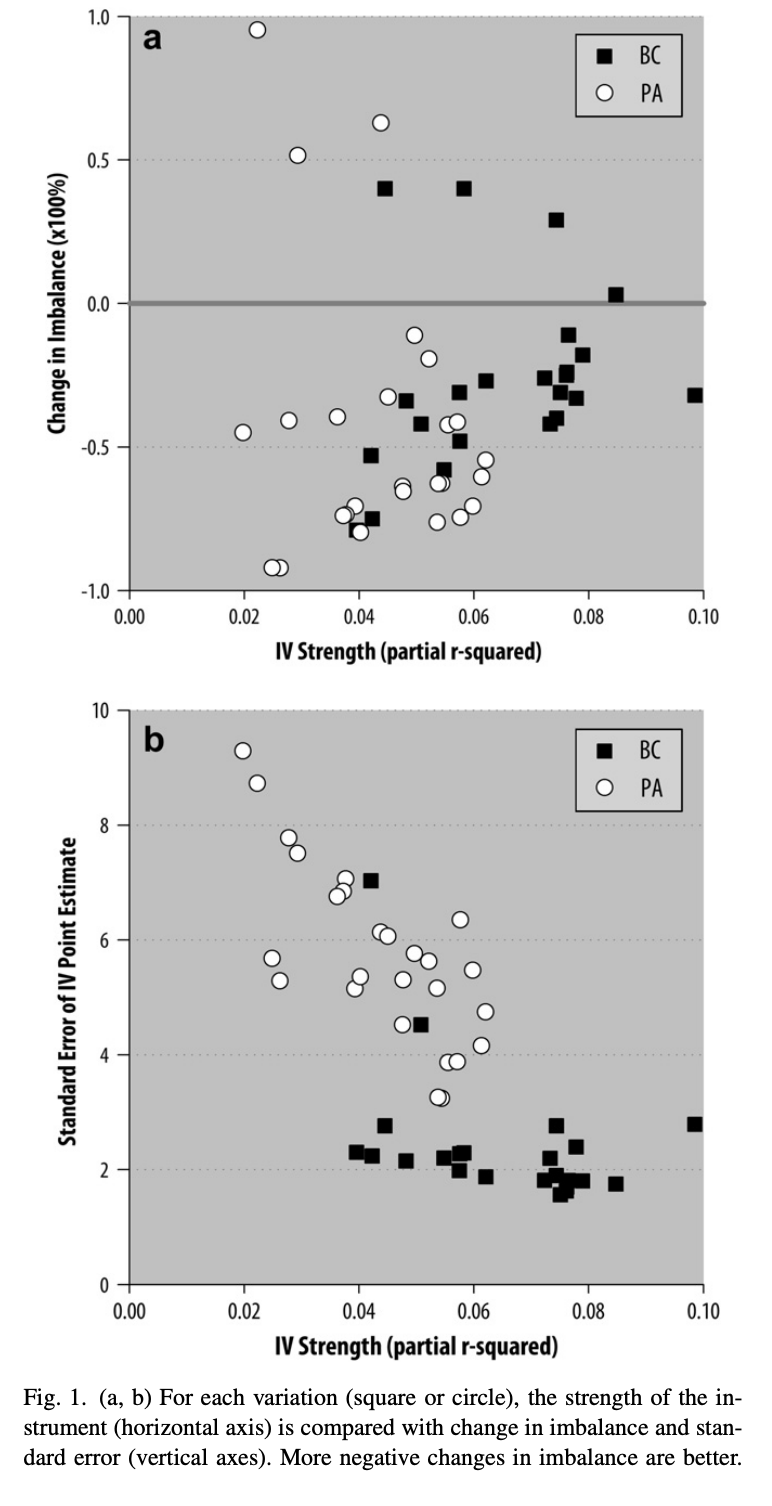 1.0
a
BC
PA
0.5
0.0
-0.5
-1.0
Change in Imbalance (x100%)
0.00 0.02 0.04 0.06 0.08 0.10
IV Strength (partial r-squared)
10
b
BC
PA
8
6
4
2
0
Standard Error of IV Point Estimate
0.00 0.02 0.04 0.06 0.08 0.10
IV Strength (partial r-squared)
Fig. 1. (a, b) For each variation (square or circle), the strength of the in-
strument (horizontal axis) is compared with change in imbalance and stan-
dard error (vertical axes). More negative changes in imbalance are better.